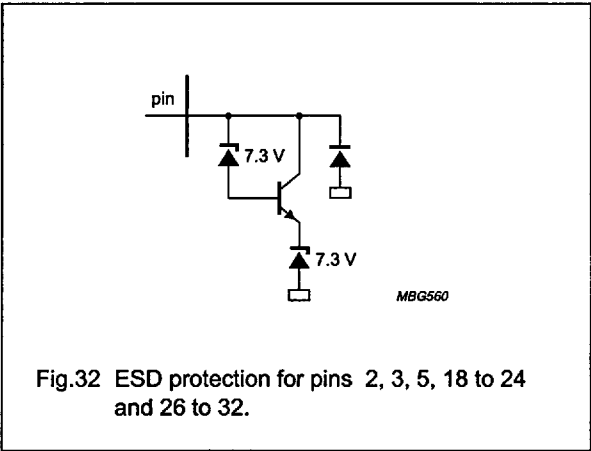 pin
7.3 V
7.3 V
MBG560
Fig.32 ESD protection for pins 2, 3, 5, 18 to 24
and 26 to 32.